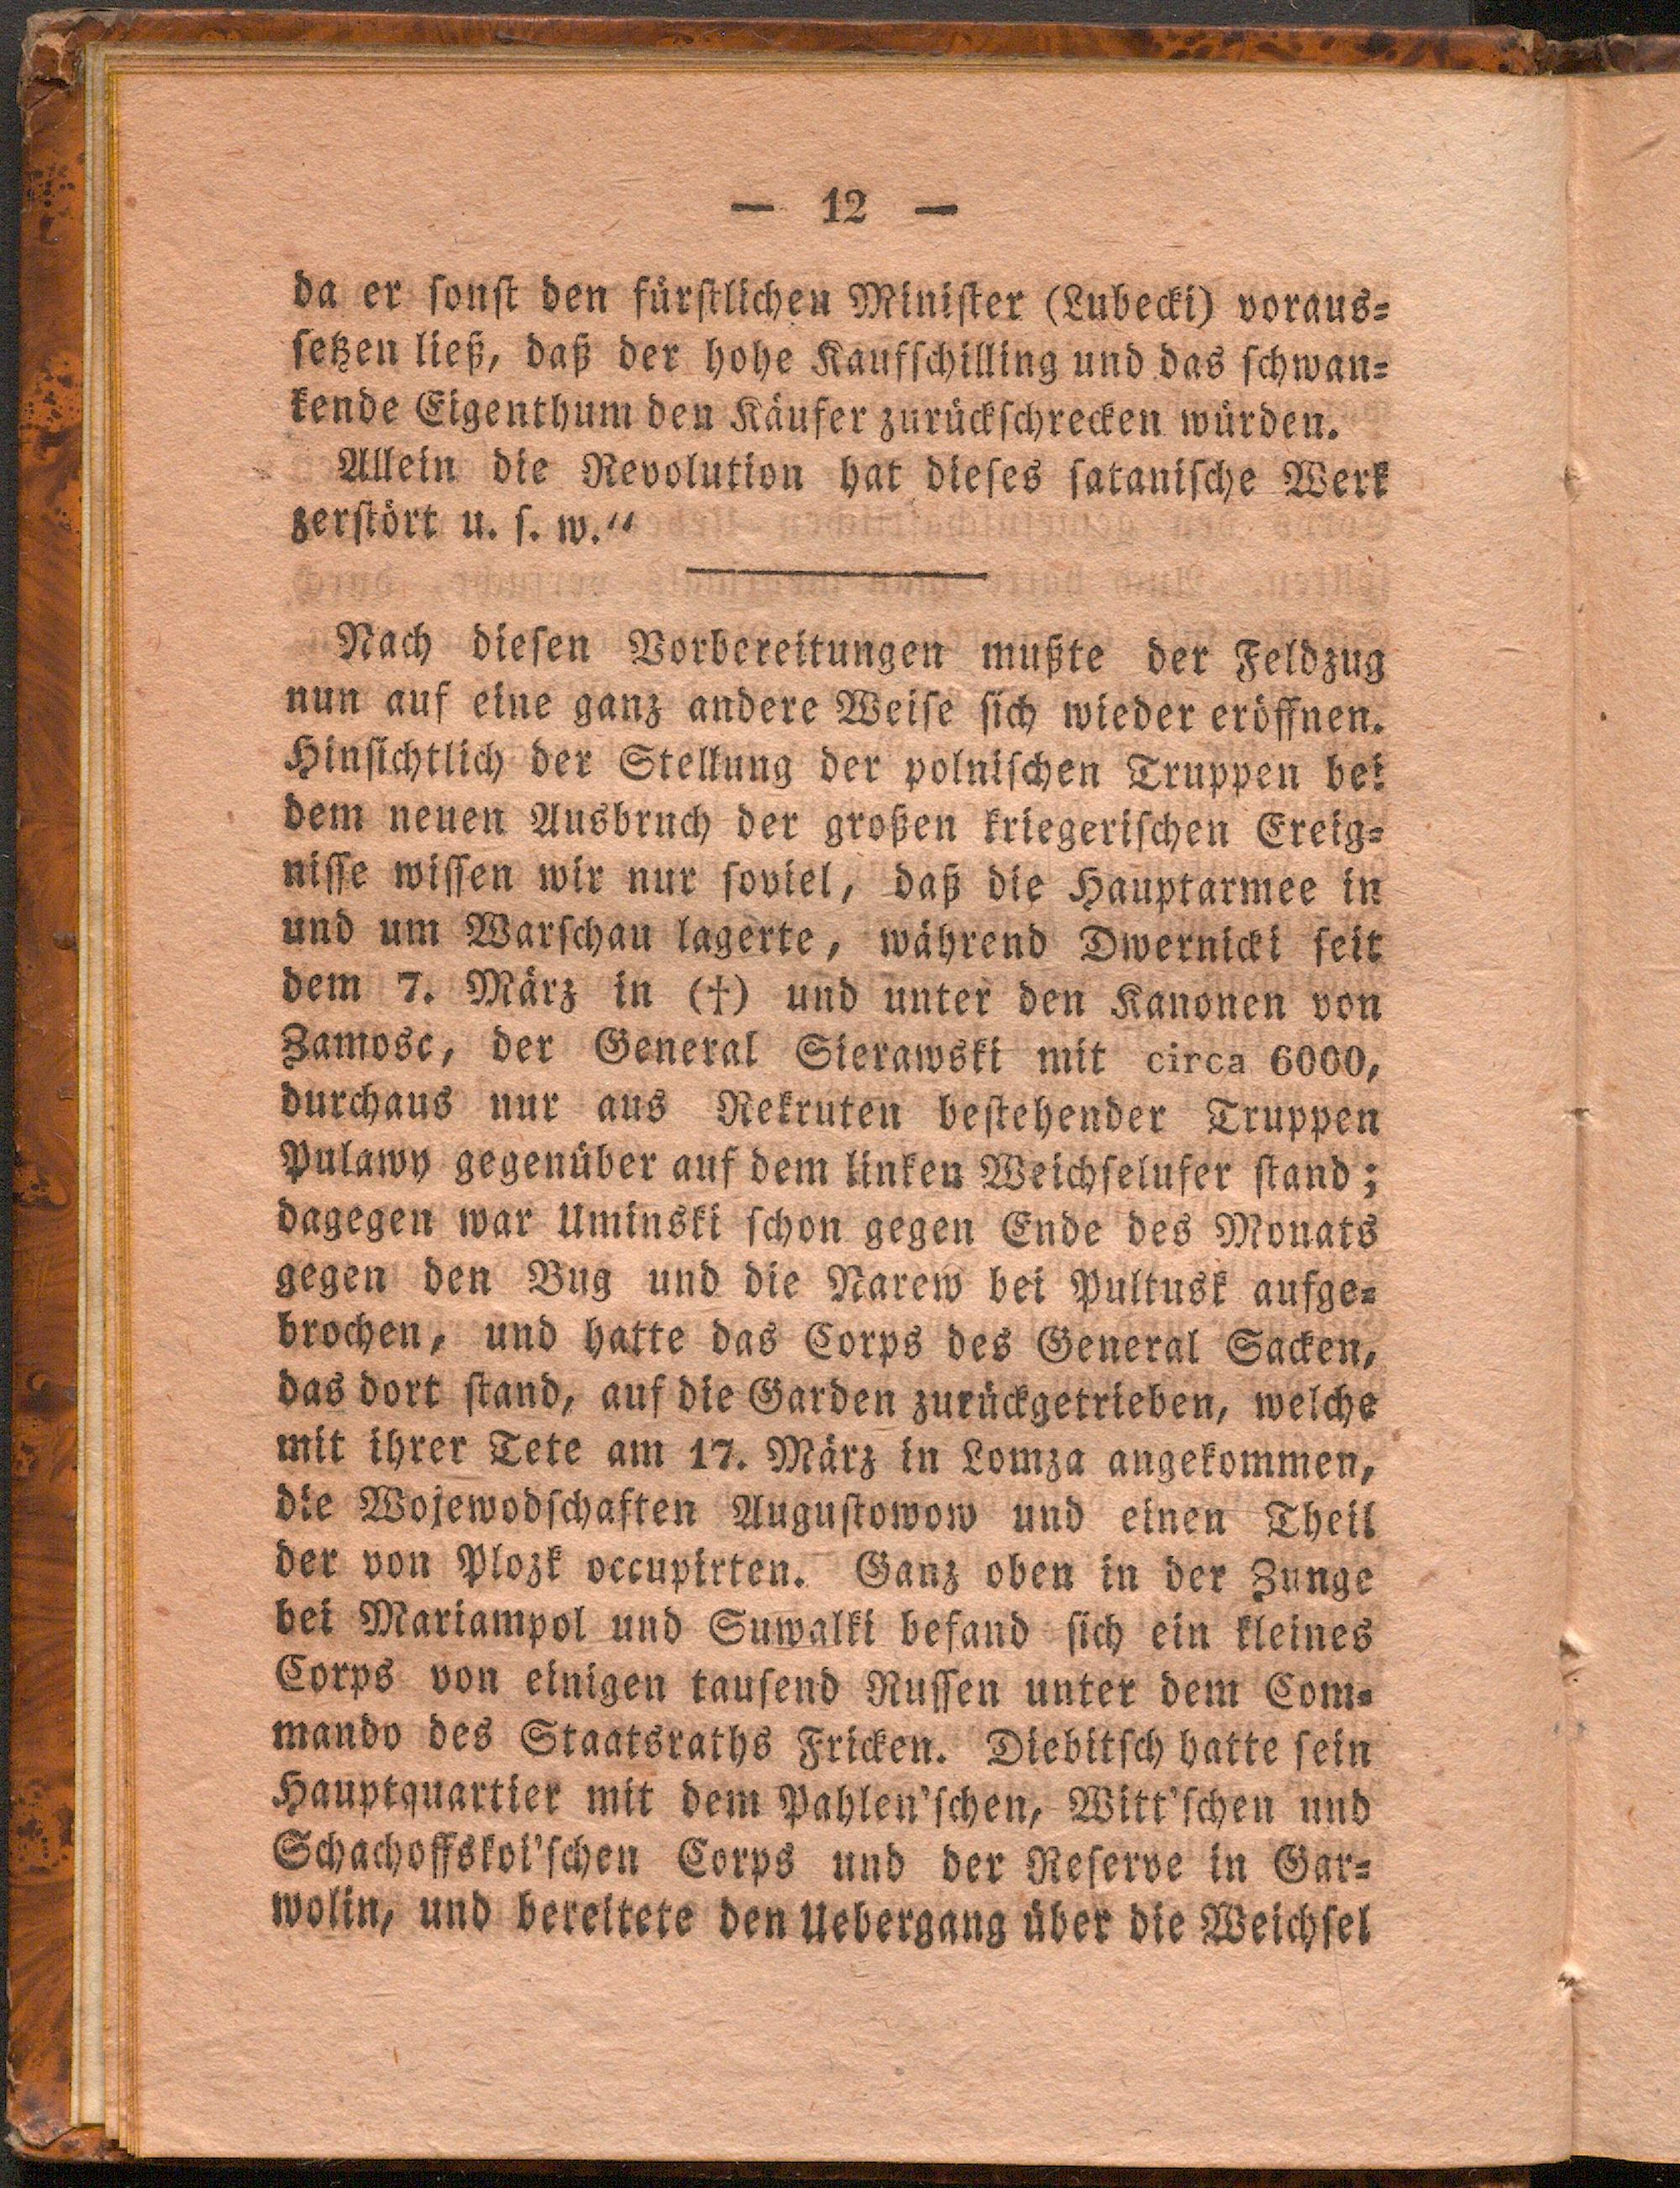 — 12 —
da er ſonſt den fürſtlichen Miniſter (Lubecki) voraus⸗
ſetzen ließ, daß der hohe Kaufſchilling und das ſchwan⸗
kende Eigenthum den Käufer zurückſchrecken würden.
Allein die Revolution hat dieſes ſataniſche Werk
zerſtört u. ſ. w.“
Nach dieſen Vorbereitungen mußte der Feldzug
nun auf eine ganz andere Weiſe ſich wieder eröffnen.
Hinſichtlich der Stellung der polniſchen Truppen bei
dem neuen Ausbruch der großen kriegeriſchen Ereig⸗
niſſe wiſſen wir nur ſoviel, daß die Hauptarmee in
und um Warſchau lagerte, während Dwernicki ſeit
dem 7. März in (†) und unter den Kanonen von
Zamosc, der General Sierawski mit circa 6000,
durchaus nur aus Rekruten beſtehender Truppen
Pulawy gegenüber auf dem linken Weichſelufer ſtand;
dagegen war Uminski ſchon gegen Ende des Monats
gegen den Bug und die Narew bei Pultusk aufge⸗
brochen, und hatte das Corps des General Sacken,
das dort ſtand, auf die Garden zurückgetrieben, welche
mit ihrer Tete am 17. März in Lomza angekommen,
die Wojewodſchaften Auguſtowow und einen Theil
der von Plozk occupirten. Ganz oben in der Zunge
bei Mariampol und Suwalki befand ſich ein kleines
Corps von einigen tauſend Ruſſen unter dem Com⸗
mando des Staatsraths Fricken. Diebitſch hatte ſein
Hauptquartier mit dem Pahlen'ſchen, Witt'ſchen und
Schachoffskoi'ſchen Corps und der Reſerve in Gar⸗
wolin, und bereitete den Uebergang über die Weichſel